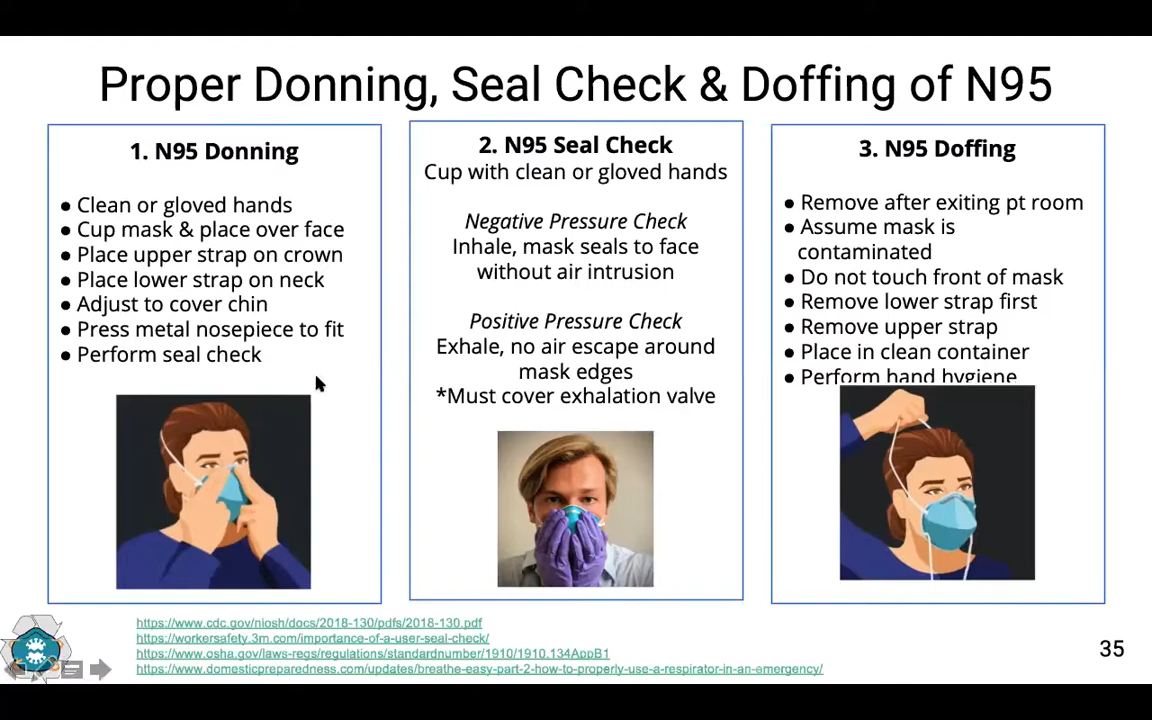 Proper Donning, Seal Check & Doffing of N95
1. N95 Donning
● Clean or gloved hands
● Cup mask & place over face
● Place upper strap on crown
● Place lower strap on neck
● Adjust to cover chin
● Press metal nosepiece to fit
● Perform seal check
2. N95 Seal Check
Cup with clean or gloved hands
Negative Pressure Check
Inhale, mask seals to face
without air intrusion
Positive Pressure Check
Exhale, no air escape around
mask edges
*Must cover exhalation valve
3. N95 Doffing
● Remove after exiting pt room
● Assume mask is
contaminated
● Do not touch front of mask
● Remove lower strap first
● Remove upper strap
● Place in clean container
● Perform hand hygiene
https://www.cdc.gov/niosh/docs/2018-130/pdfs/2018-130.pdf
https://workersafety.3m.com/importance-of-a-user-seal-check/
https://www.osha.gov/laws-regs/regulations/standardnumber/1910/1910.134AppB1
https://www.domesticpreparedness.com/updates/breathe-easy-part-2-how-to-properly-use-a-respirator-in-an-emergency/
35